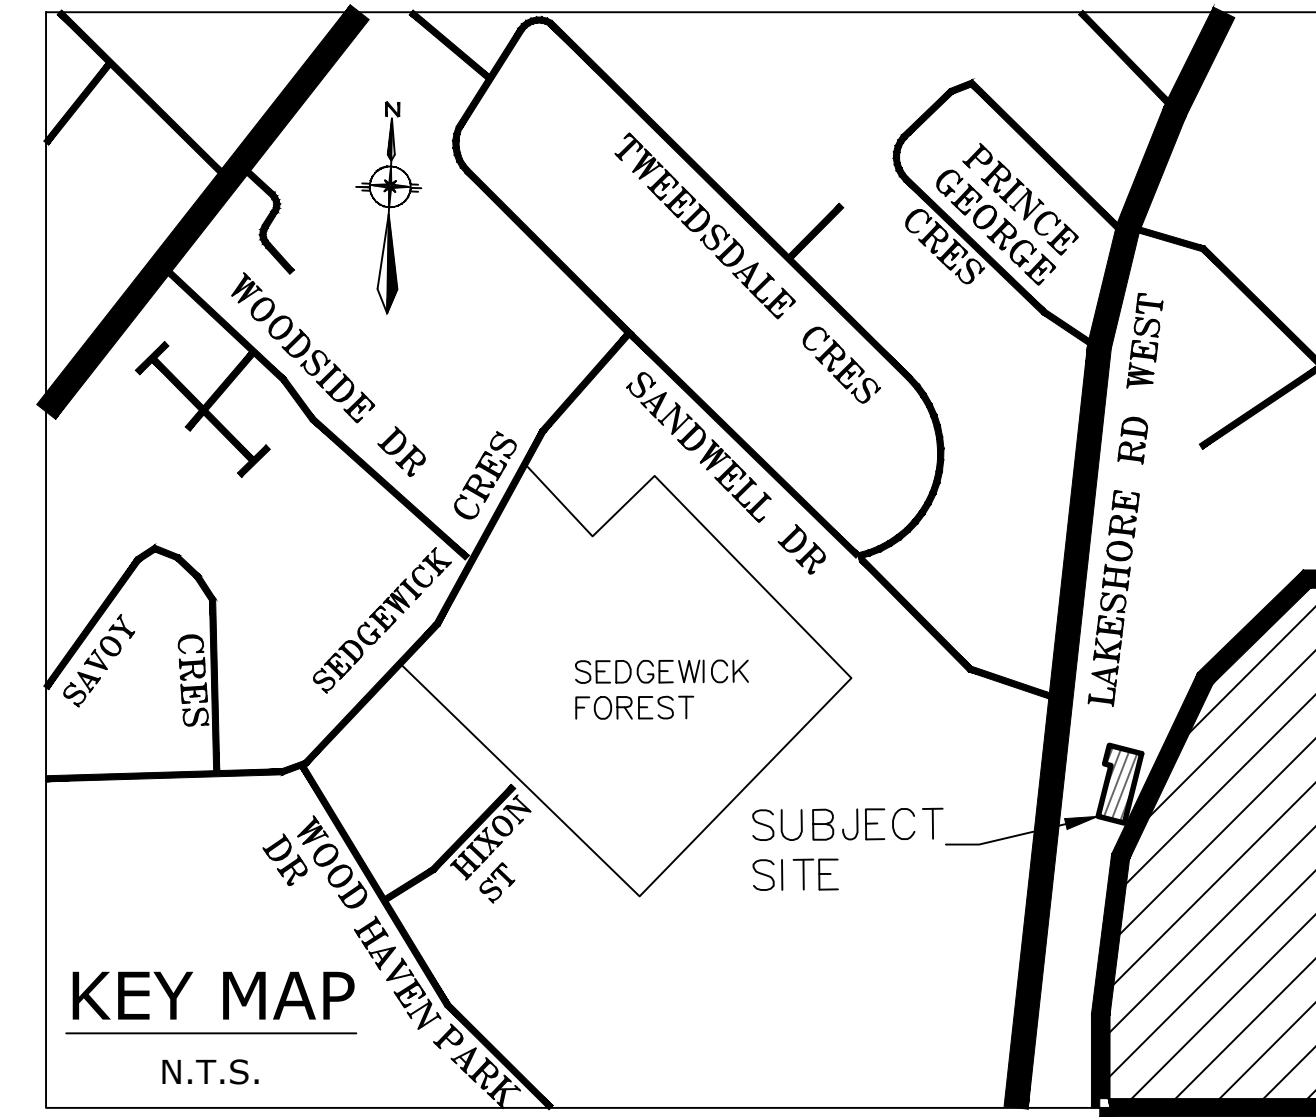 N
TWEEDSDALE CRES
PRINCE
GEORGE
CRES
WOODSIDE DR
SANDWELL DR
LAKESHORE RD WEST
SEDGEWICK CRES
SAVOY CRES
SEDGEWICK
FOREST
SUBJECT
SITE
HIXON
ST
WOOD HAVEN PARK
DR
KEY MAP
N.T.S.